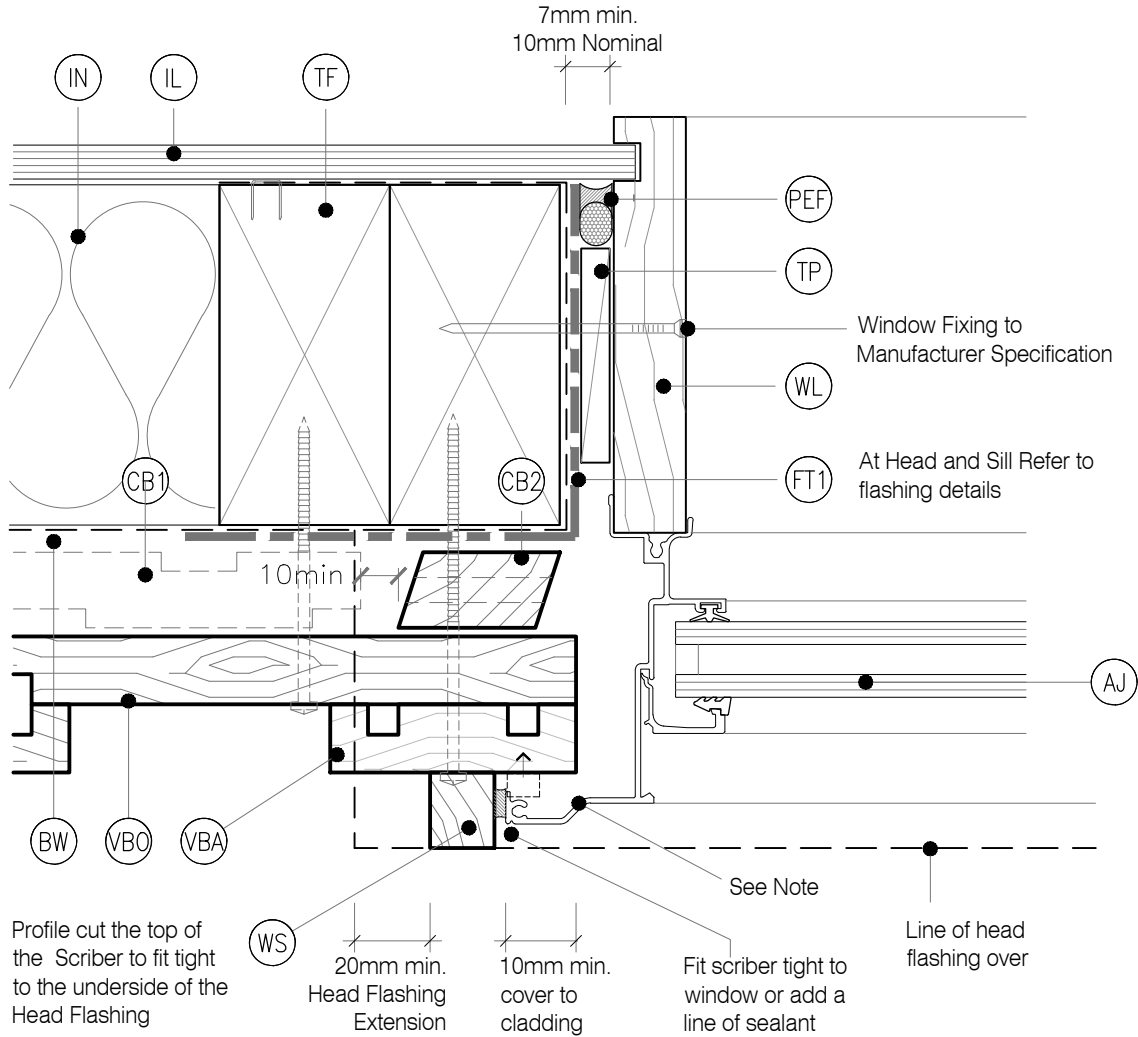 7mm min.
10mm Nominal
IN
IL
TF
PEF
TP
Window Fixing to
Manufacturer Specification
WL
CB1
CB2
FT1
At Head and Sill Refer to
flashing details
10min
AJ
BW
VBO
VBA
See Note
WS
Profile cut the top of
the Scriber to fit tight
to the underside of the
Head Flashing
20mm min.
Head Flashing
Extension
10mm min.
cover to
cladding
Fit scriber tight to
window or add a
line of sealant
Line of head
flashing over